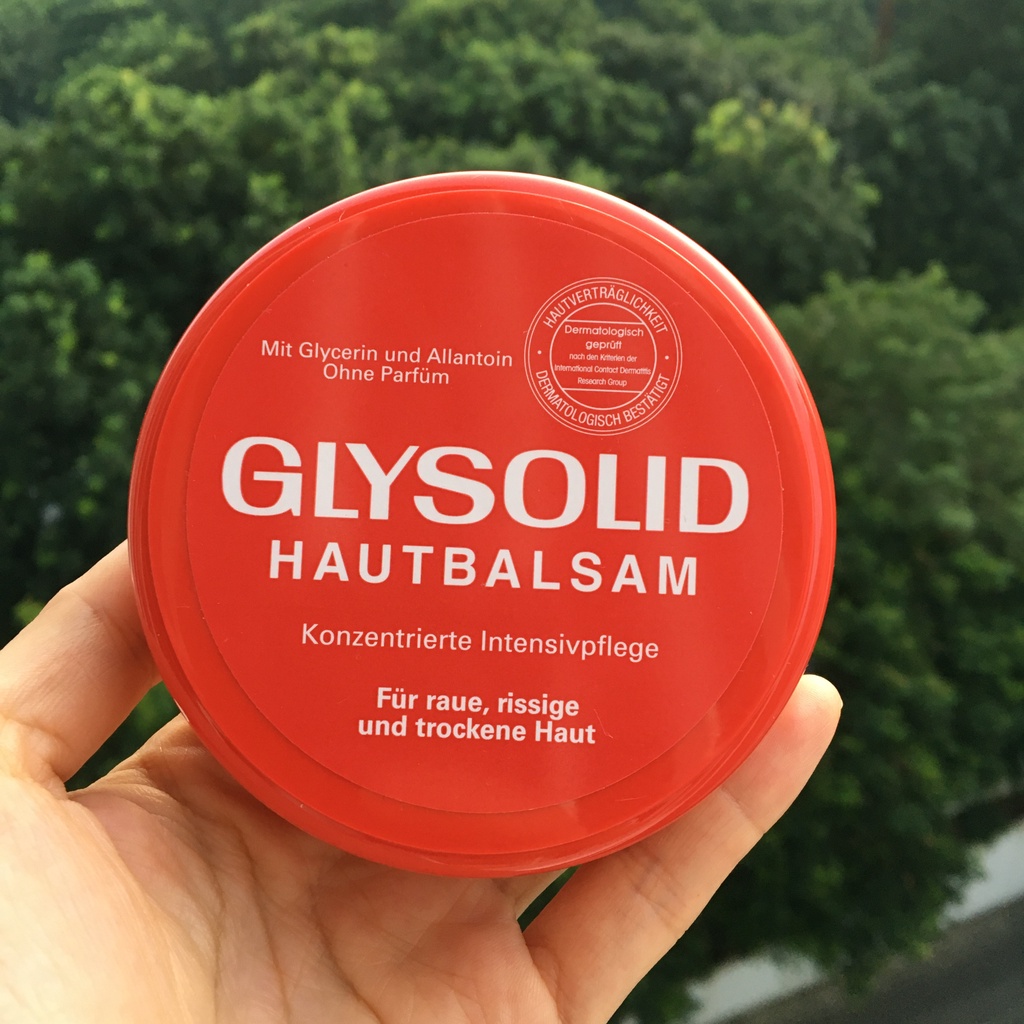 Mit Glycerin und Allantoin
Ohne Parfüm
HAUTVERTRÄGLICHKEIT
Dermatologisch
geprüft
nach den Kriterien der
International Contact Dermatitis
Research Group
DERMATOLOGISCH BESTÄTIGT
GLYSOLID
HAUTBALSAM
Konzentrierte Intensivpflege
Für raue, rissige
und trockene Haut